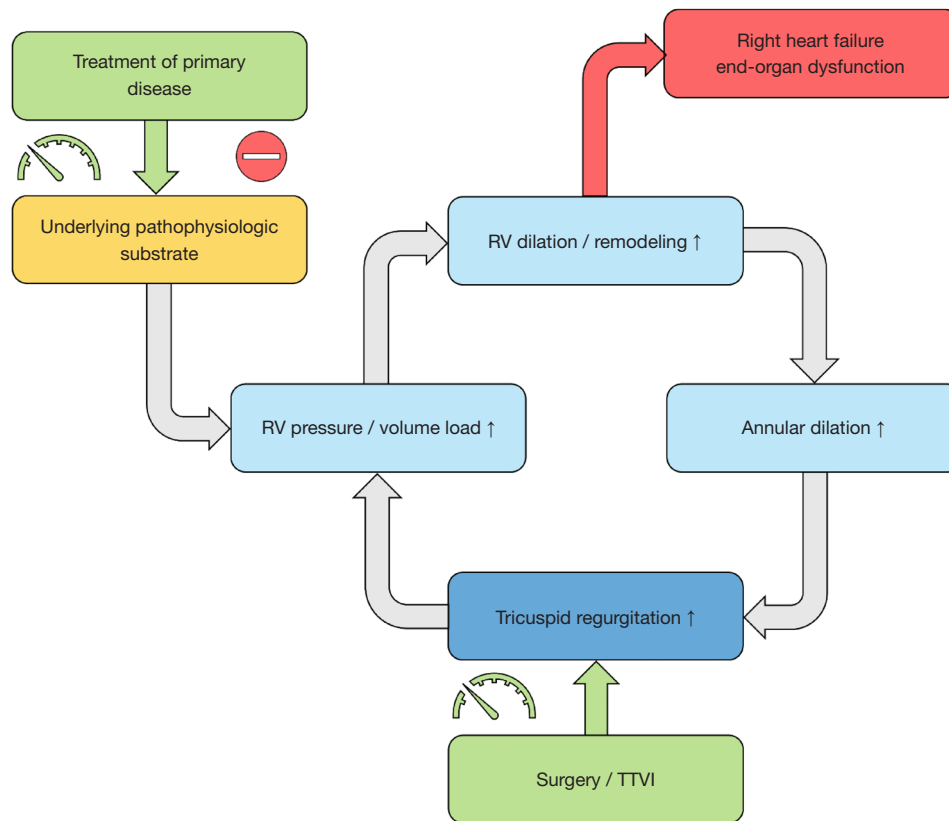 Treatment of primary
disease
Right heart failure
end-organ dysfunction
Underlying pathophysiologic
substrate
RV dilation / remodeling ↑
RV pressure / volume load ↑
Annular dilation ↑
Tricuspid regurgitation ↑
Surgery / TTVI